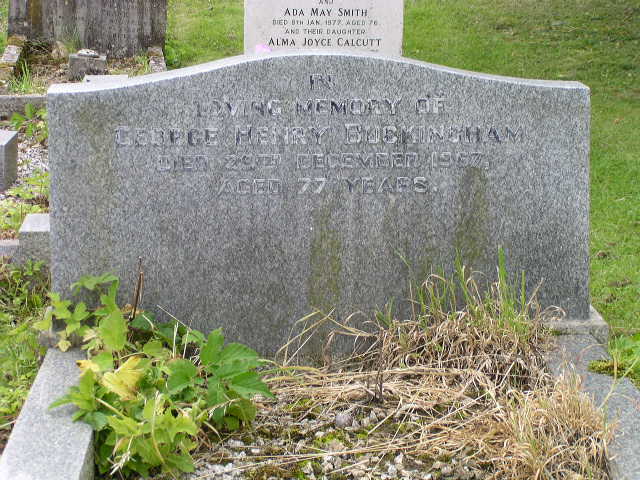 AND
ADA MAY SMITH
DIED 8TH JAN. 1977. AGED 76.
AND THEIR DAUGHTER
ALMA JOYCE CALCUTT
IN
LOVING MEMORY OF
GEORGE HENRY BUCKINGHAM
DIED 29TH DECEMBER
AGED 77 YEARS.